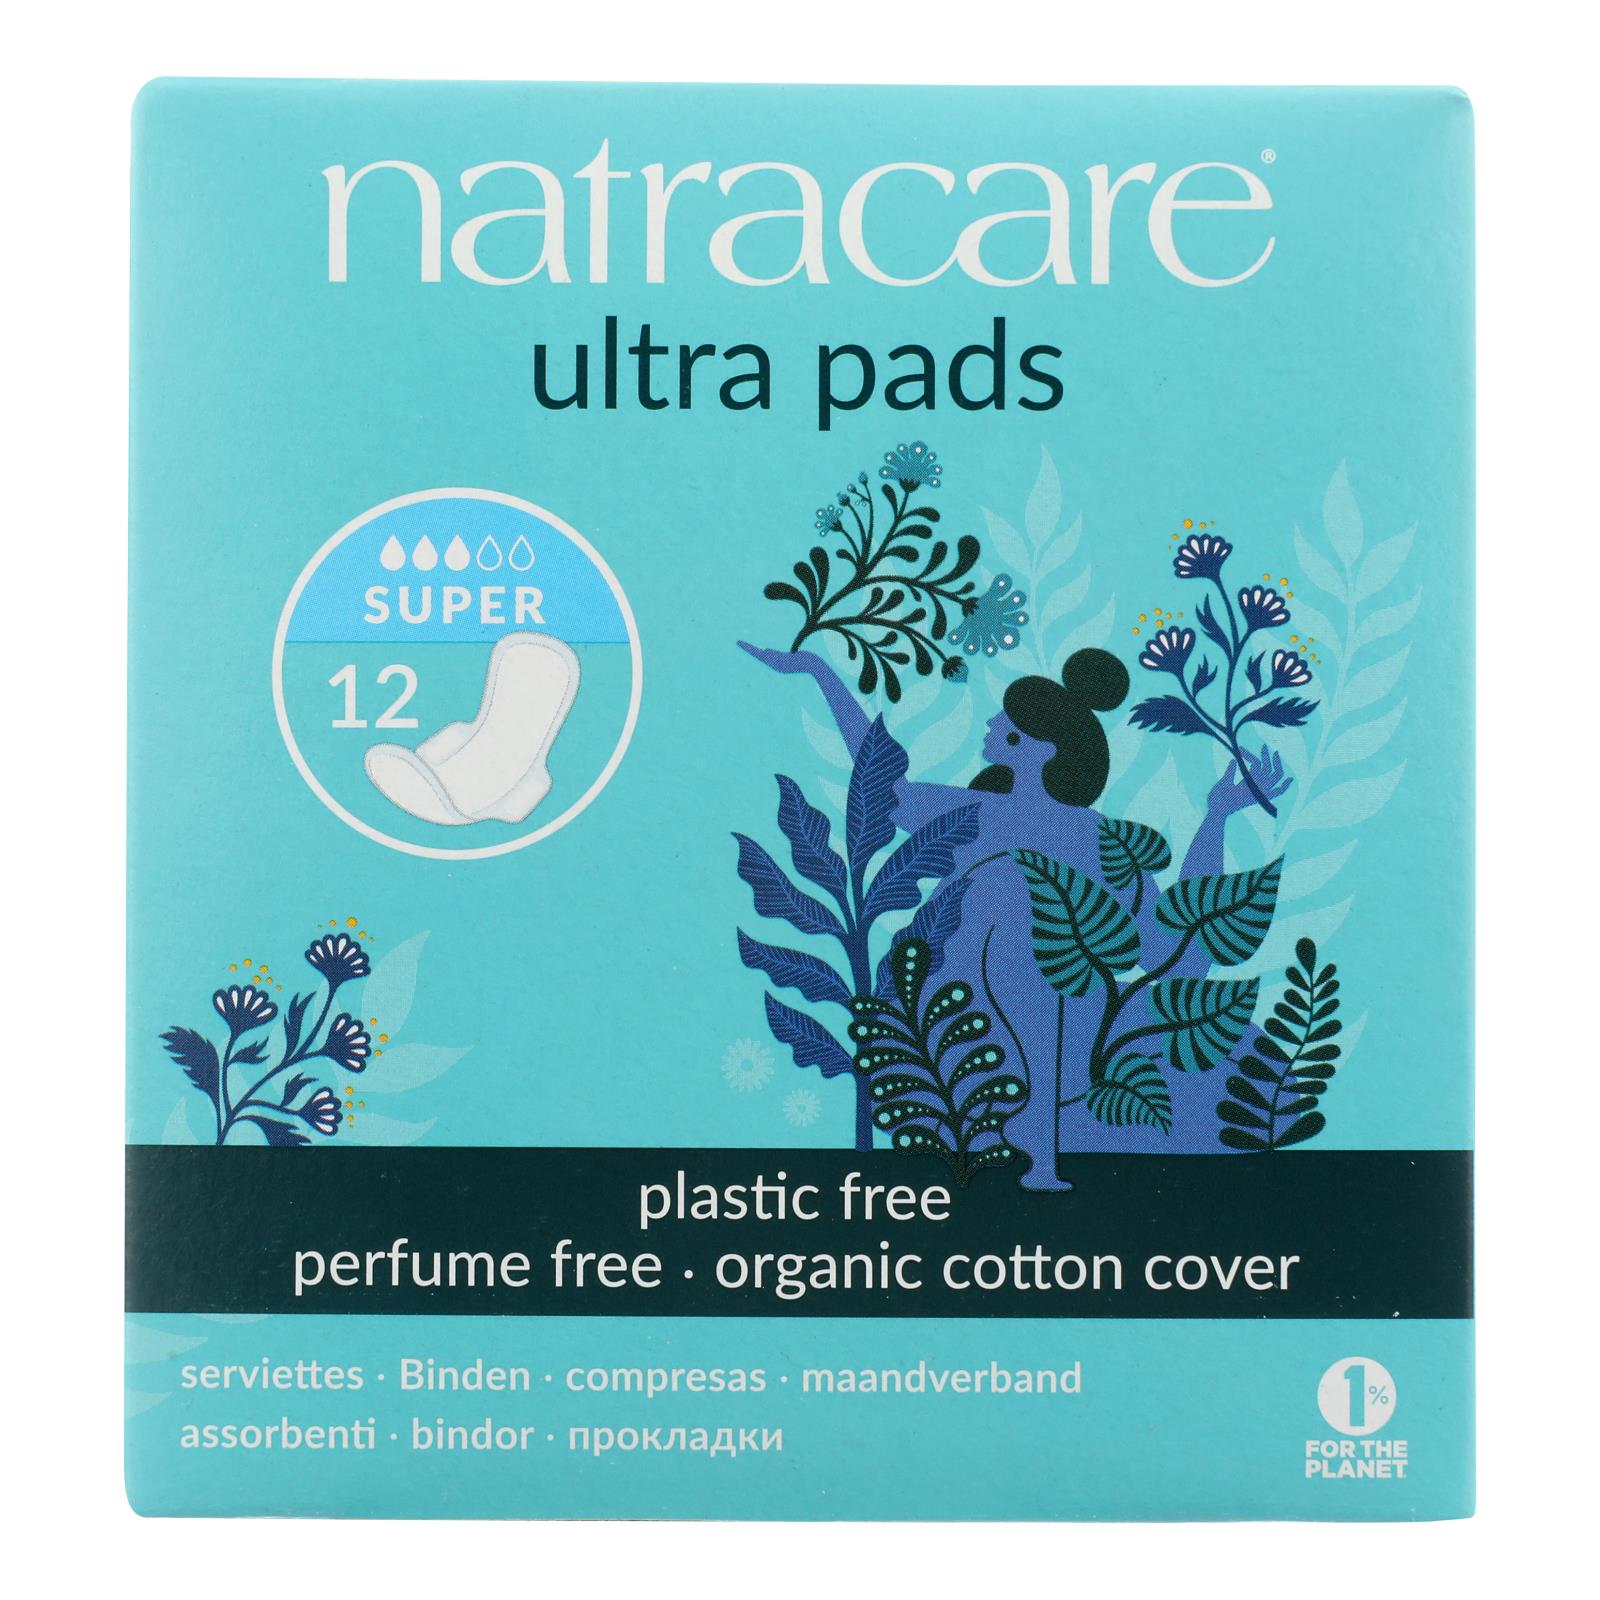 natracare®
ultra pads
SUPER
12
plastic free
perfume free · organic cotton cover
serviettes · Binden · compresas · maandverband
assorbenti · bindor · прокладки
1%
FOR THE
PLANET